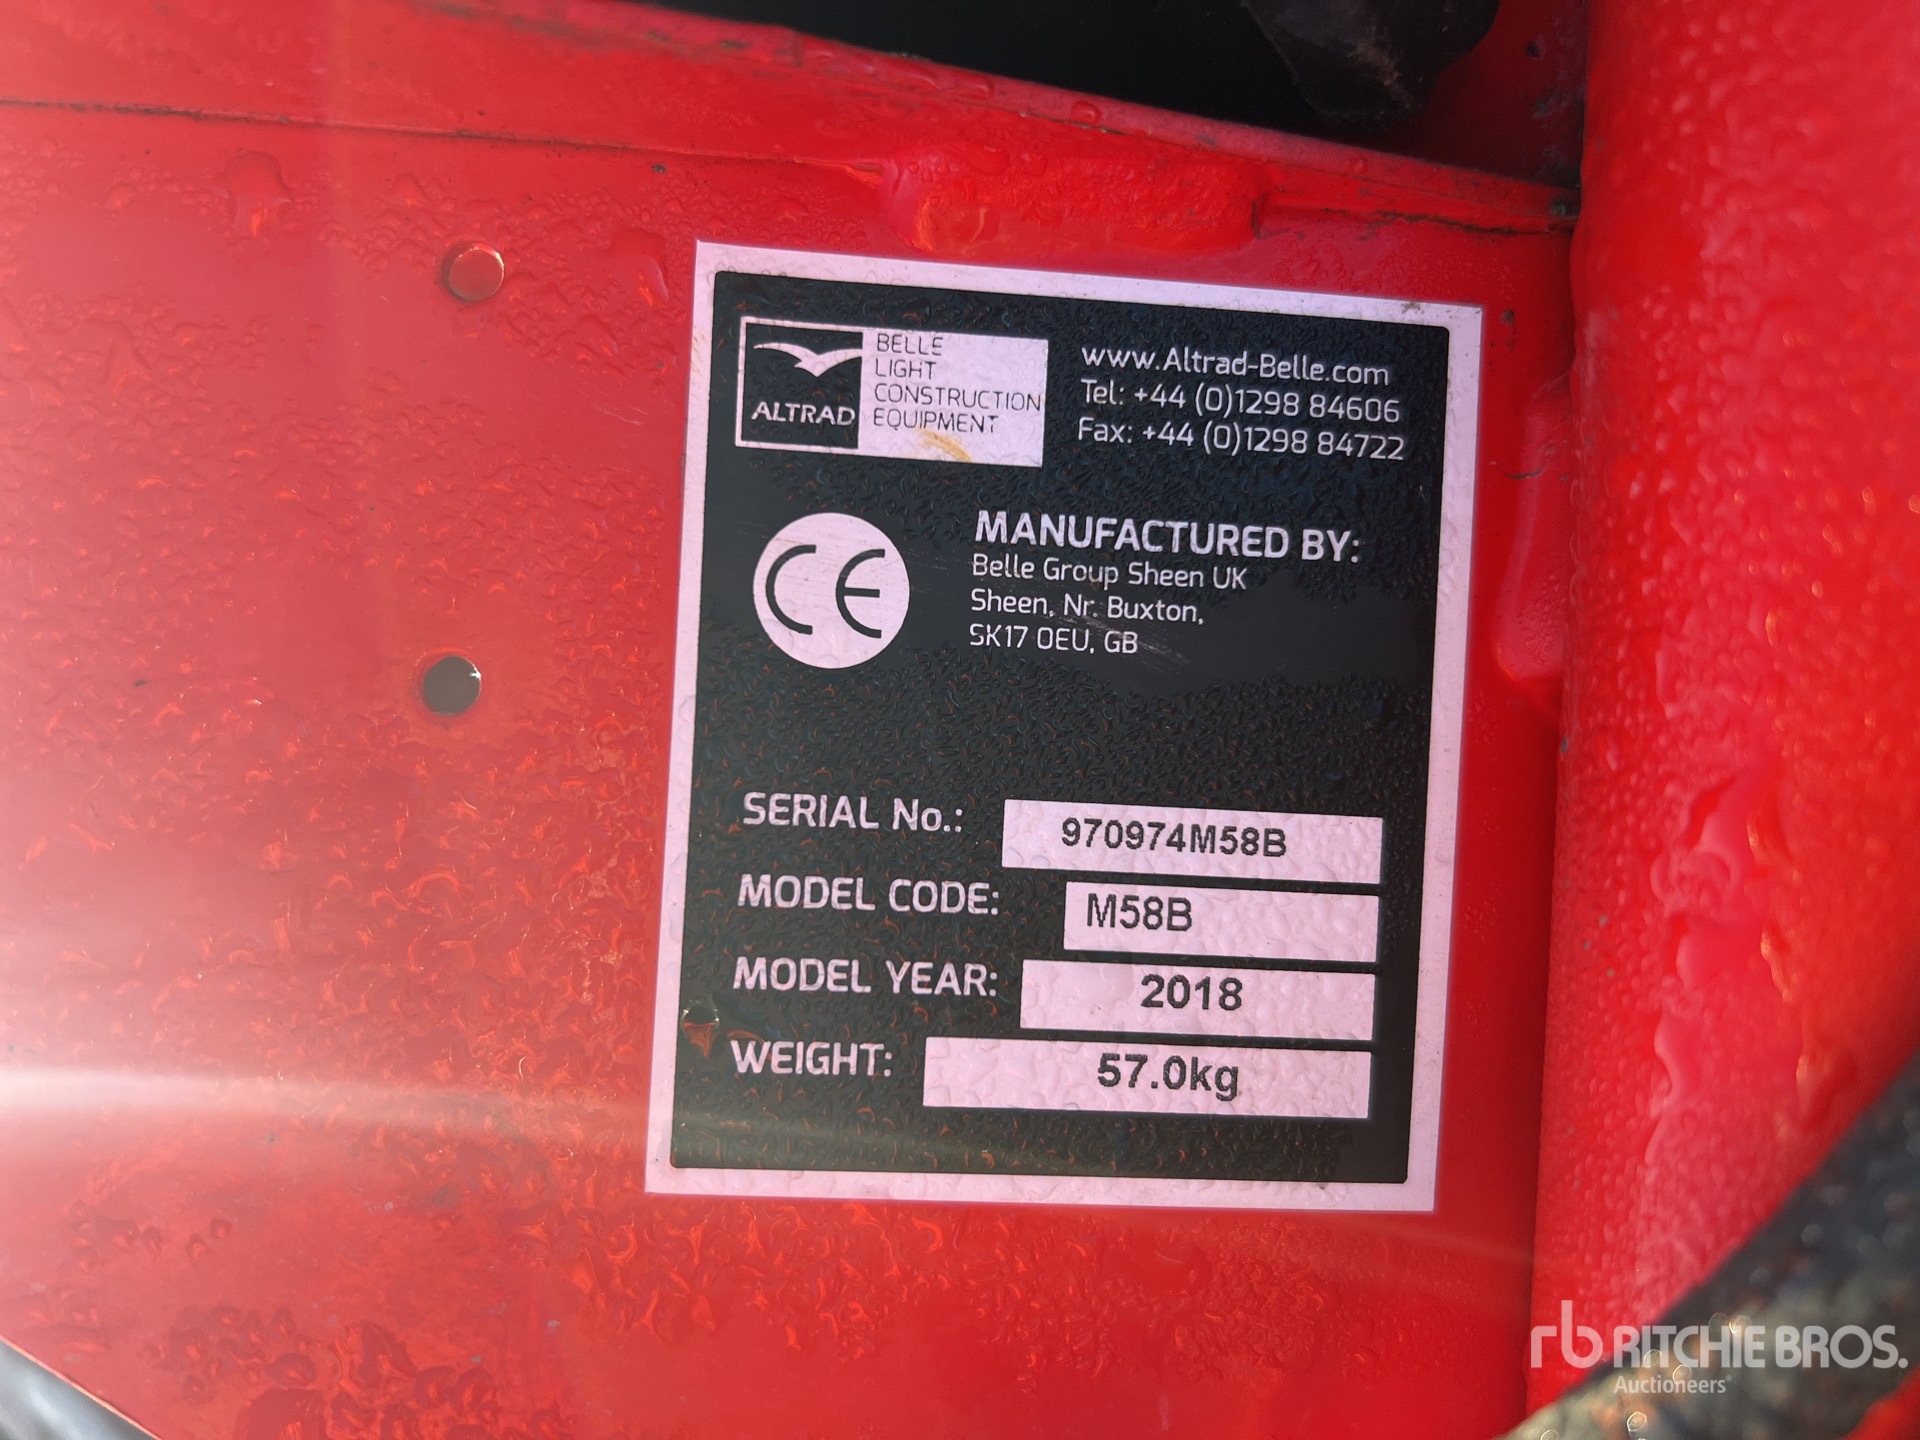 ALTRAD
BELLE
LIGHT
CONSTRUCTION
EQUIPMENT
www.Altrad-Belle.com
Tel: +44 (0)1298 84606
Fax: +44 (0)1298 84722
CE
MANUFACTURED BY:
Belle Group Sheen UK
Sheen, Nr. Buxton,
SK17 0EU, GB
SERIAL No.: 970974M58B
MODEL CODE: M58B
MODEL YEAR: 2018
WEIGHT: 57.0kg
rb RITCHIE BROS.
Auctioneers